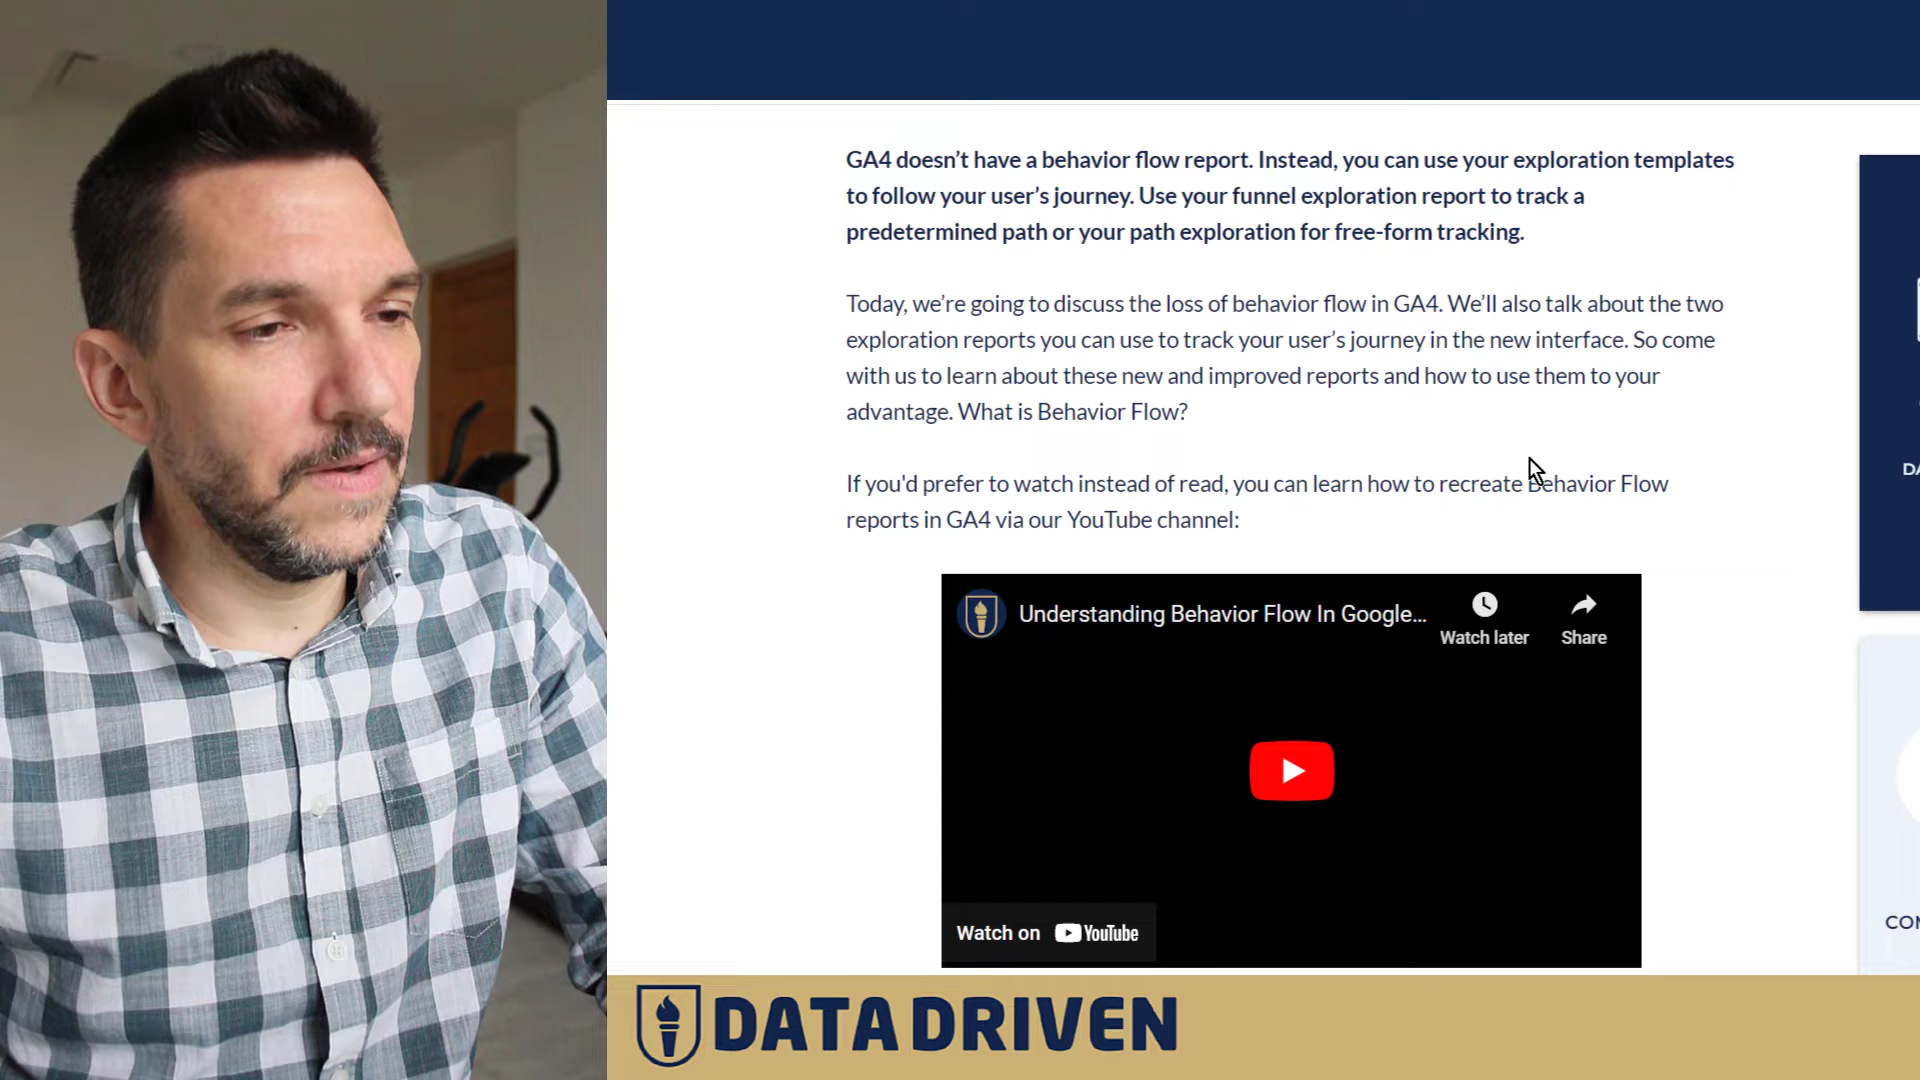 GA4 doesn’t have a behavior flow report. Instead, you can use your exploration templates
to follow your user’s journey. Use your funnel exploration report to track a
predetermined path or your path exploration for free-form tracking.
Today, we’re going to discuss the loss of behavior flow in GA4. We’ll also talk about the two
exploration reports you can use to track your user’s journey in the new interface. So come
with us to learn about these new and improved reports and how to use them to your
advantage. What is Behavior Flow?
If you'd prefer to watch instead of read, you can learn how to recreate Behavior Flow
reports in GA4 via our YouTube channel:
Understanding Behavior Flow In Google...
Watch later
Share
Watch on YouTube
DATA DRIVEN